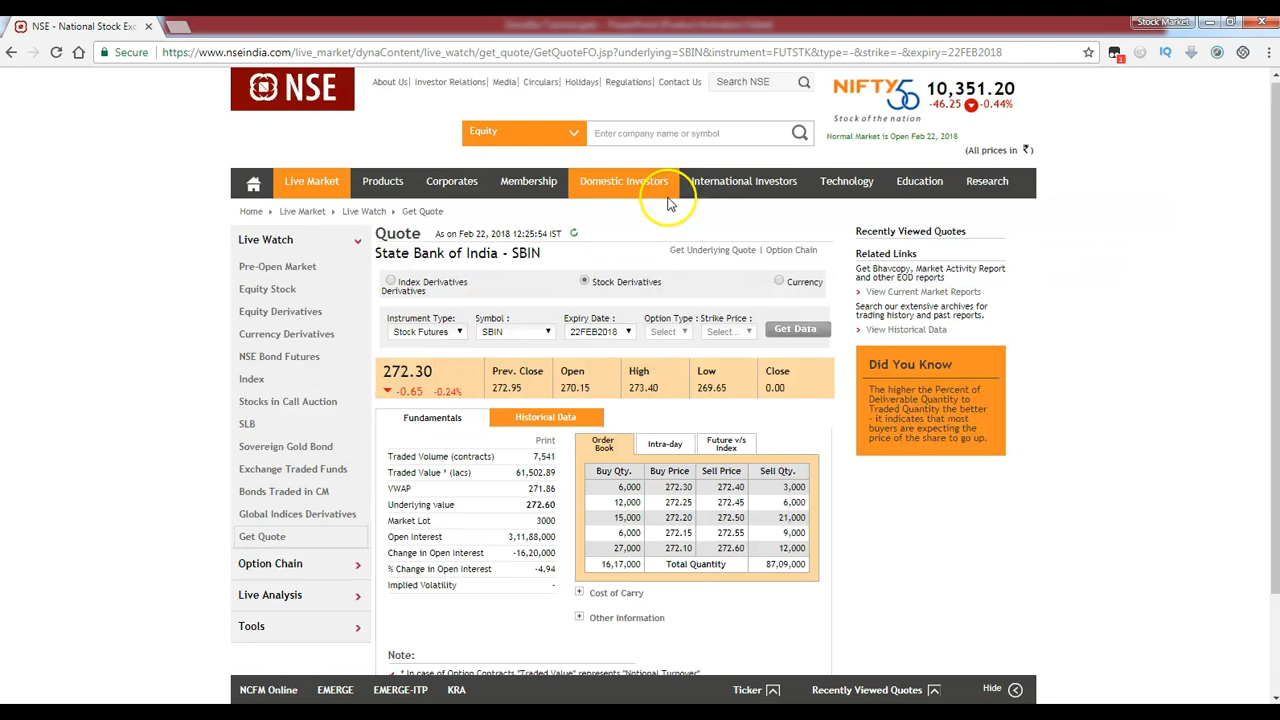 NSE - National Stock Exc
Stock Market
Secure
https://www.nseindia.com/live_market/dynaContent/live_watch/get_quote/GetQuoteFO.jsp?underlying=SBIN&instrument=FUTSTK&type=-&strike=-&expiry=22FEB2018
IQ
1
NSE
About Us | Investor Relations | Media | Circulars | Holidays | Regulations | Contact Us
Search NSE
NIFTY 50
Stock of the nation
10,351.20
-46.25 -0.44%
Normal Market is Open Feb 22, 2018
(All prices in ₹)
Equity
Enter company name or symbol
Live Market Products Corporates Membership Domestic Investors International Investors Technology Education Research
Home Live Market Live Watch Get Quote
Live Watch
Pre-Open Market
Equity Stock
Equity Derivatives
Currency Derivatives
NSE Bond Futures
Index
Stocks in Call Auction
SLB
Sovereign Gold Bond
Exchange Traded Funds
Bonds Traded in CM
Global Indices Derivatives
Get Quote
Option Chain
Live Analysis
Tools
Quote As on Feb 22, 2018 12:25:54 IST
State Bank of India - SBIN
Get Underlying Quote | Option Chain
Index Derivatives Stock Derivatives Currency
Derivatives
Instrument Type: Symbol : Expiry Date : Option Type : Strike Price :
Stock Futures SBIN 22FEB2018 Select Select... Get Data
272.30
-0.65 -0.24%
Prev. Close Open High Low Close
272.95 270.15 273.40 269.65 0.00
Fundamentals Historical Data
Print
Traded Volume (contracts) 7,541
Traded Value * (lacs) 61,502.89
VWAP 271.86
Underlying value 272.60
Market Lot 3000
Open Interest 3,11,88,000
Change in Open Interest -16,20,000
% Change in Open Interest -4.94
Implied Volatility -
Order Book Intra-day Future v/s Index
Buy Qty. Buy Price Sell Price Sell Qty.
6,000 272.30 272.40 3,000
12,000 272.25 272.45 6,000
15,000 272.20 272.50 21,000
6,000 272.15 272.55 9,000
27,000 272.10 272.60 12,000
16,17,000 Total Quantity 87,09,000
Cost of Carry
Other Information
Note:
* In case of Option Contracts "Traded Value" represents "Notional Turnover"
Recently Viewed Quotes
Related Links
Get Bhavcopy, Market Activity Report
and other EOD reports
View Current Market Reports
Search our extensive archives for
trading history and past reports.
View Historical Data
Did You Know
The higher the Percent of
Deliverable Quantity to
Traded Quantity the better
- it indicates that most
buyers are expecting the
price of the share to go up.
NCFM Online EMERGE EMERGE-ITP KRA Ticker Recently Viewed Quotes Hide